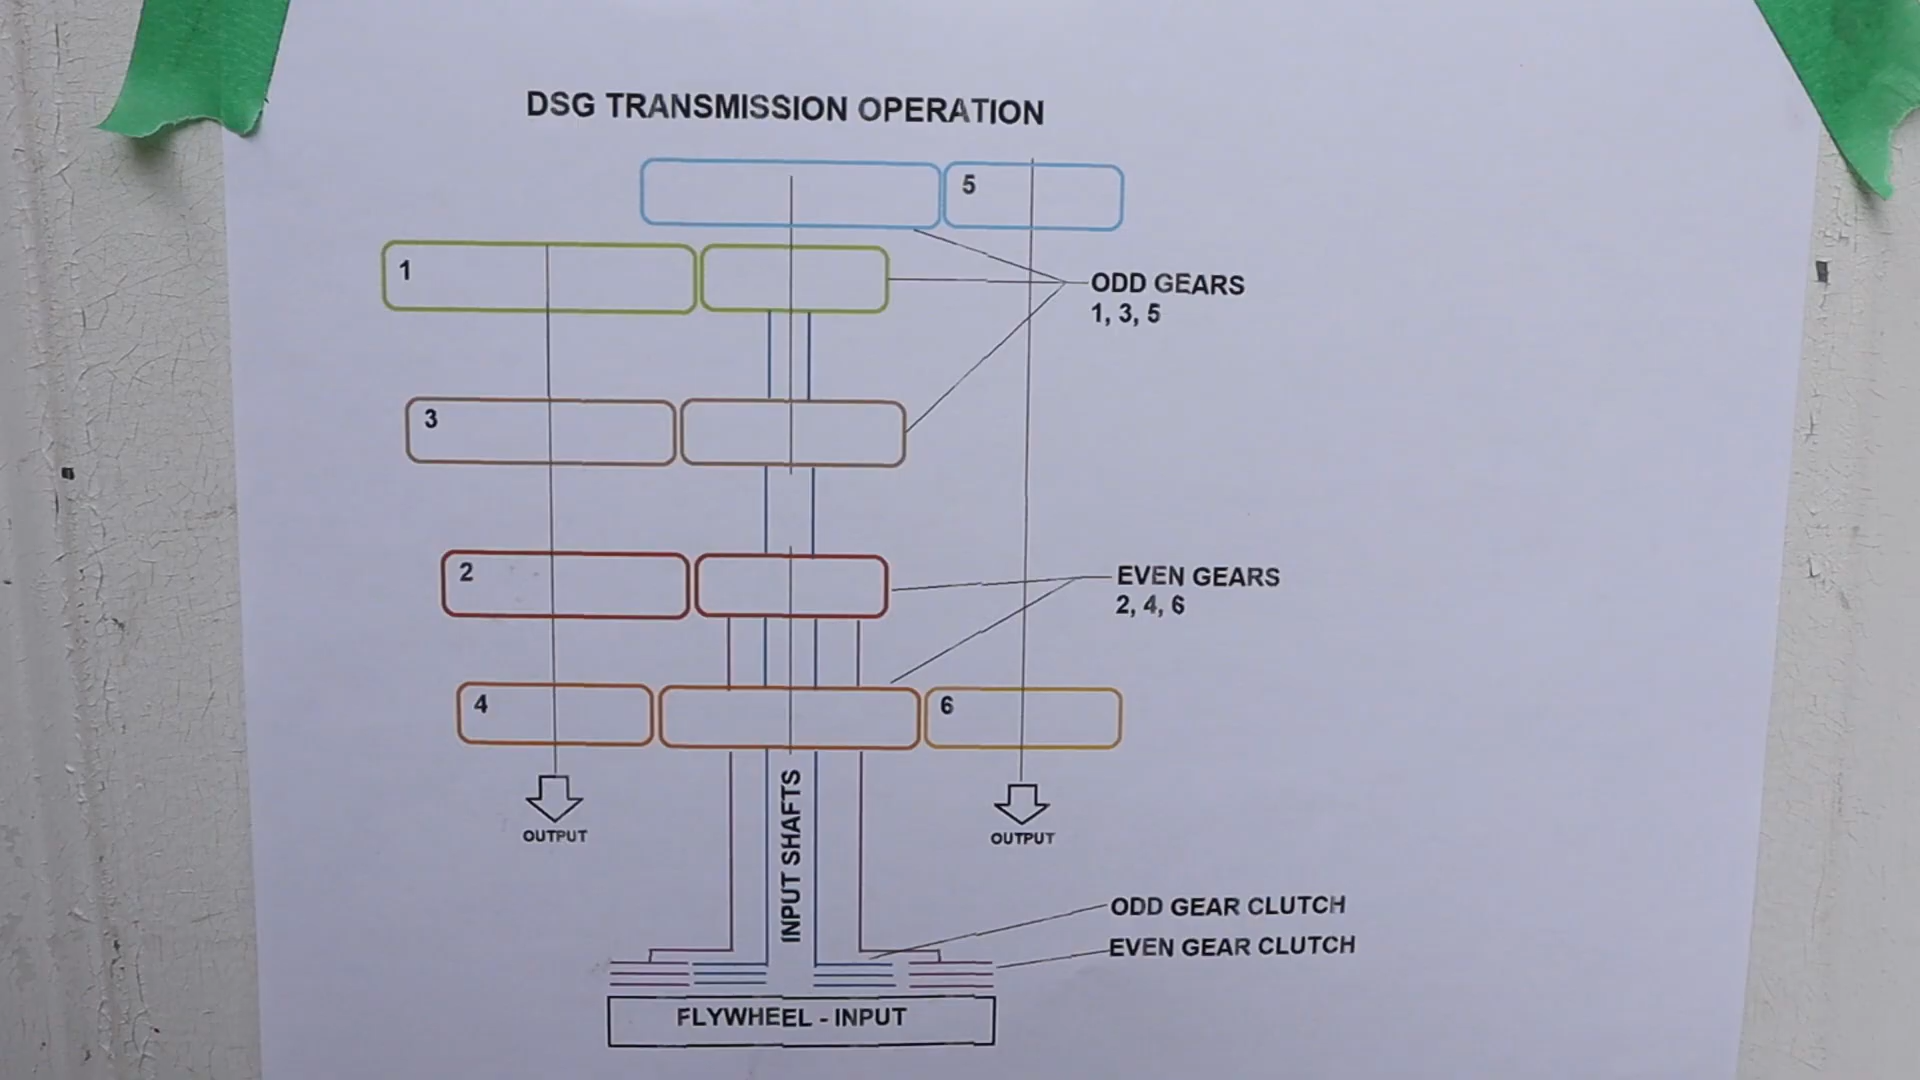 DSG TRANSMISSION OPERATION
5
1
ODD GEARS
1, 3, 5
3
2
EVEN GEARS
2, 4, 6
4
6
INPUT SHAFTS
OUTPUT
OUTPUT
ODD GEAR CLUTCH
EVEN GEAR CLUTCH
FLYWHEEL - INPUT